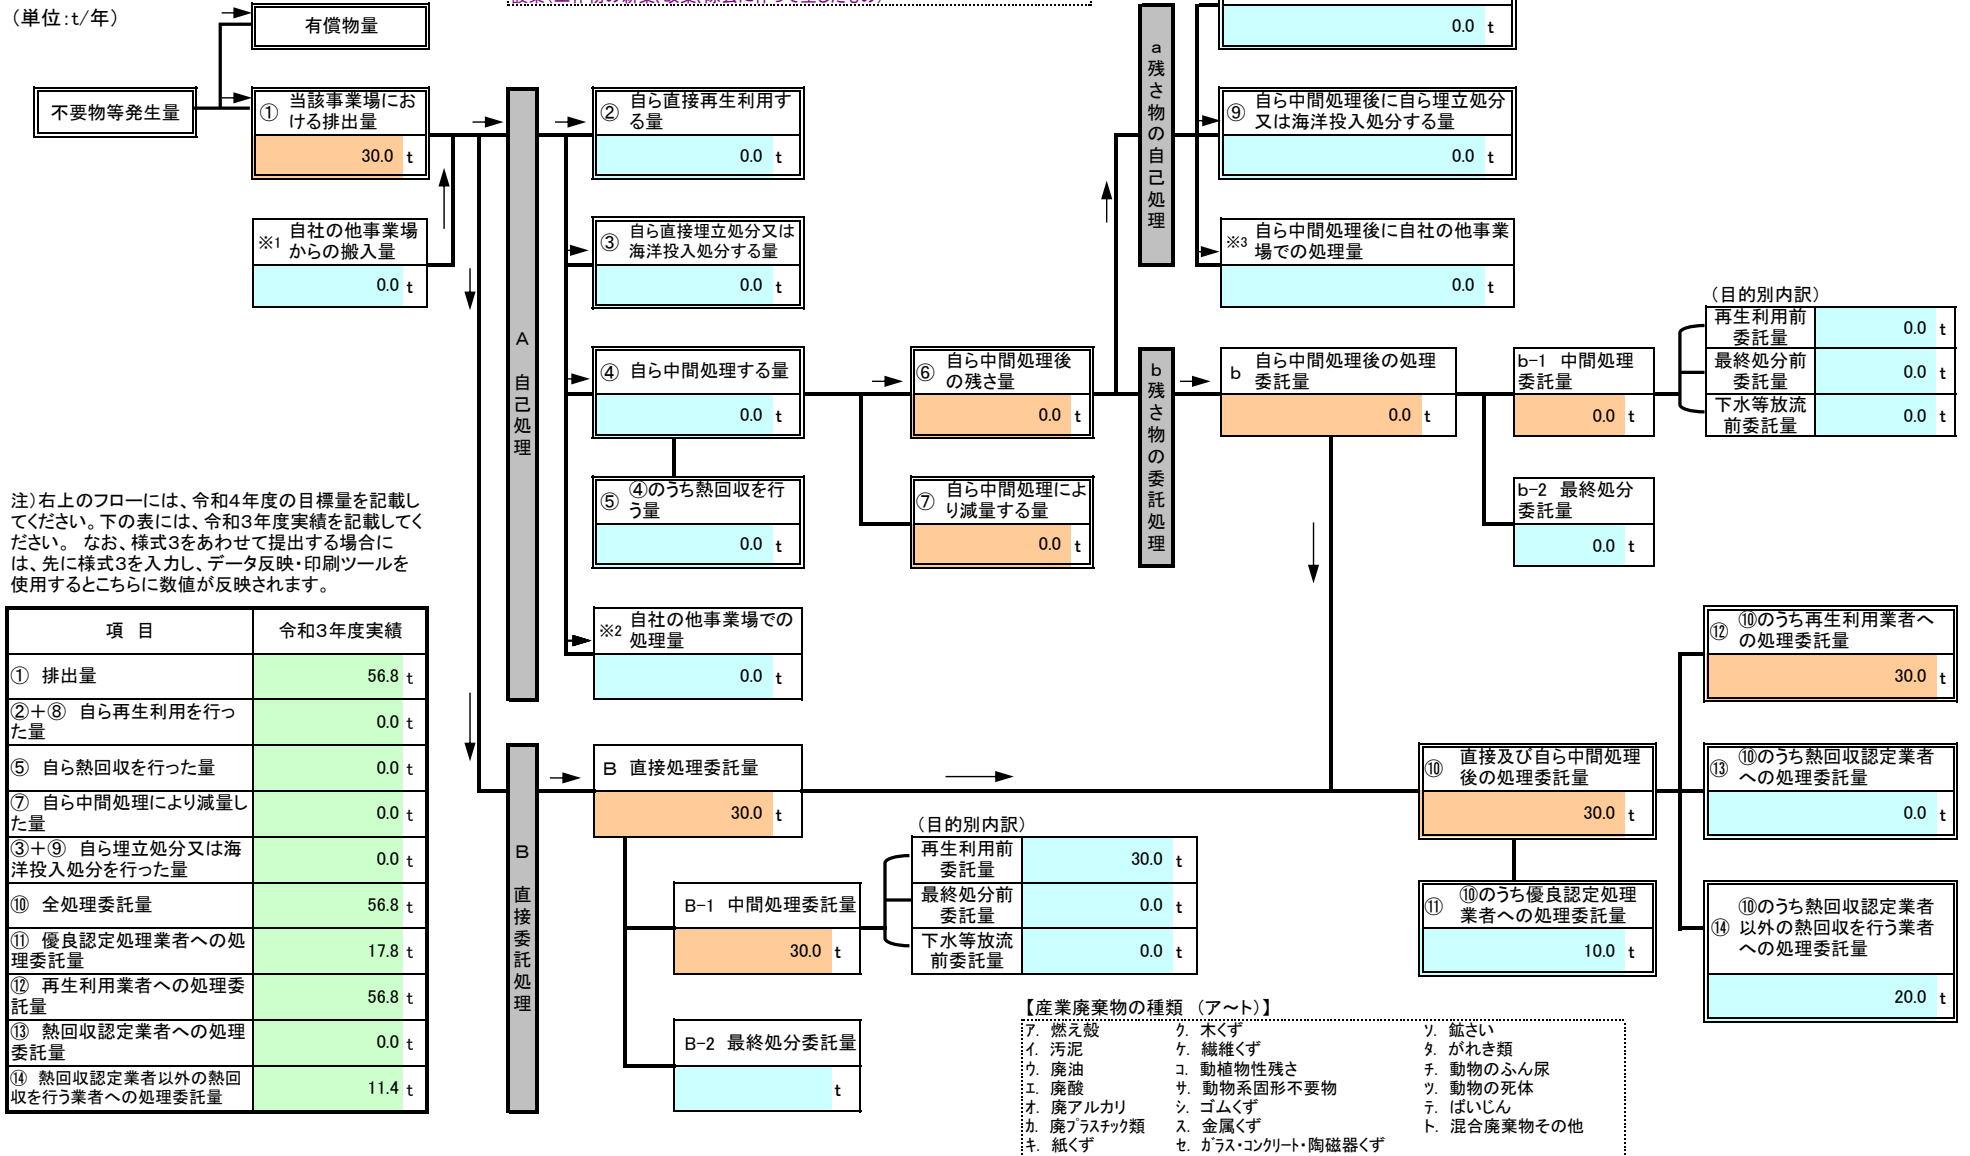 （単位：t/年）
有償物量
不要物等発生量
① 当該事業場にお
ける排出量
30.0 t
※1 自社の他事業場
からの搬入量
0.0 t
A 自己処理
② 自ら直接再生利用す
る量
0.0 t
③ 自ら直接埋立処分又は
海洋投入処分する量
0.0 t
④ 自ら中間処理する量
0.0 t
⑤ ④のうち熱回収を行
う量
0.0 t
※2 自社の他事業場での
処理量
0.0 t
⑥ 自ら中間処理後
の残さ量
0.0 t
⑦ 自ら中間処理によ
り減量する量
0.0 t
a 残さ物の自己処理
0.0 t
⑨ 自ら中間処理後に自ら埋立処分
又は海洋投入処分する量
0.0 t
※3 自ら中間処理後に自社の他事業
場での処理量
0.0 t
b 残さ物の委託処理
b 自ら中間処理後の処理
委託量
0.0 t
b-1 中間処理
委託量
0.0 t
b-2 最終処分
委託量
0.0 t
（目的別内訳）
再生利用前
委託量 0.0 t
最終処分前
委託量 0.0 t
下水等放流
前委託量 0.0 t
注）右上のフローには、令和４年度の目標量を記載し
てください。下の表には、令和３年度実績を記載してく
ださい。 なお、様式３をあわせて提出する場合に
は、先に様式３を入力し、データ反映・印刷ツールを
使用するとこちらに数値が反映されます。
項 目 令和３年度実績
① 排出量 56.8 t
②＋⑧ 自ら再生利用を行っ
た量 0.0 t
⑤ 自ら熱回収を行った量 0.0 t
⑦ 自ら中間処理により減量し
た量 0.0 t
③＋⑨ 自ら埋立処分又は海
洋投入処分を行った量 0.0 t
⑩ 全処理委託量 56.8 t
⑪ 優良認定処理業者への処
理委託量 17.8 t
⑫ 再生利用業者への処理委
託量 56.8 t
⑬ 熱回収認定業者への処理
委託量 0.0 t
⑭ 熱回収認定業者以外の熱回
収を行う業者への処理委託量 11.4 t
B 直接委託処理
B 直接処理委託量
30.0 t
B-1 中間処理委託量
30.0 t
B-2 最終処分委託量
t
（目的別内訳）
再生利用前
委託量 30.0 t
最終処分前
委託量 0.0 t
下水等放流
前委託量 0.0 t
⑩ 直接及び自ら中間処理
後の処理委託量
30.0 t
⑪ ⑩のうち優良認定処理
業者への処理委託量
10.0 t
⑫ ⑩のうち再生利用業者へ
の処理委託量
30.0 t
⑬ ⑩のうち熱回収認定業者
への処理委託量
0.0 t
⑭ ⑩のうち熱回収認定業者
以外の熱回収を行う業者
への処理委託量
20.0 t
【産業廃棄物の種類 （ア～ト）】
ア. 燃え殻 ク. 木くず ソ. 鉱さい
イ. 汚泥 ケ. 繊維くず タ. がれき類
ウ. 廃油 コ. 動植物性残さ チ. 動物のふん尿
エ. 廃酸 サ. 動物系固形不要物 ツ. 動物の死体
オ. 廃アルカリ シ. ゴムくず テ. ばいじん
カ. 廃プラスチック類 ス. 金属くず ト. 混合廃棄物その他
キ. 紙くず セ. ガラス・コンクリート・陶磁器くず